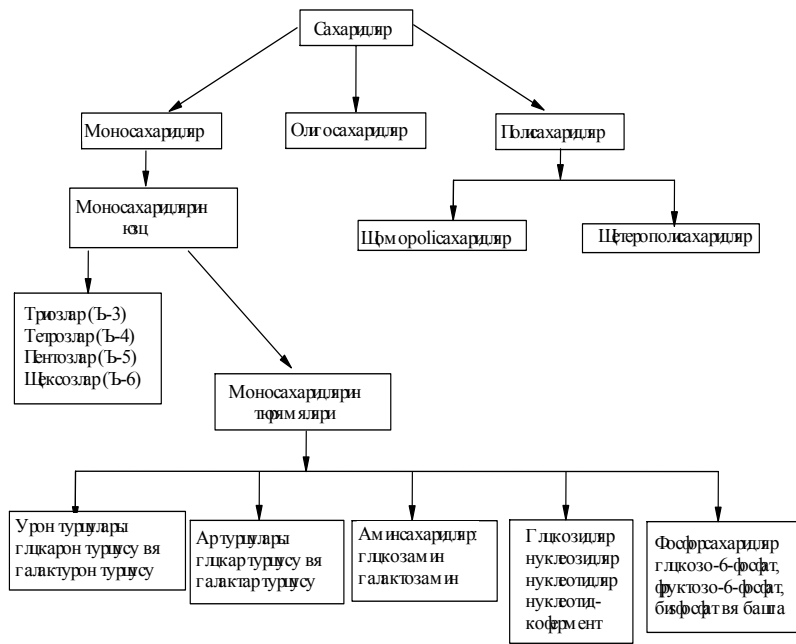 Сахаридляр
Моносахаридляр
Олигосахаридляр
Полисахаридляр
Моносахаридлярин
юзц
Щомоpoliсахаридляр
Щетерополисахаридляр
Триозлар (Ъ-3)
Тетрозлар (Ъ-4)
Пентозлар (Ъ-5)
Щексозлар (Ъ-6)
Моносахаридлярин
тюрямяляри
Урон туршулары
глцкарон туршусу вя
галактурон туршусу
Ар туршулары
глцкар туршусу вя
галактар туршусу
Аминсахаридляр:
глцкозамин
галактозамин
Глцкозидляр
нуклеозидляр
нуклеотидляр
нуклеотид-
кофермент
Фосфорсахаридляр
глцкозо-6-фосфат,
фруктозо-6-фосфат,
бисфосфат вя башга